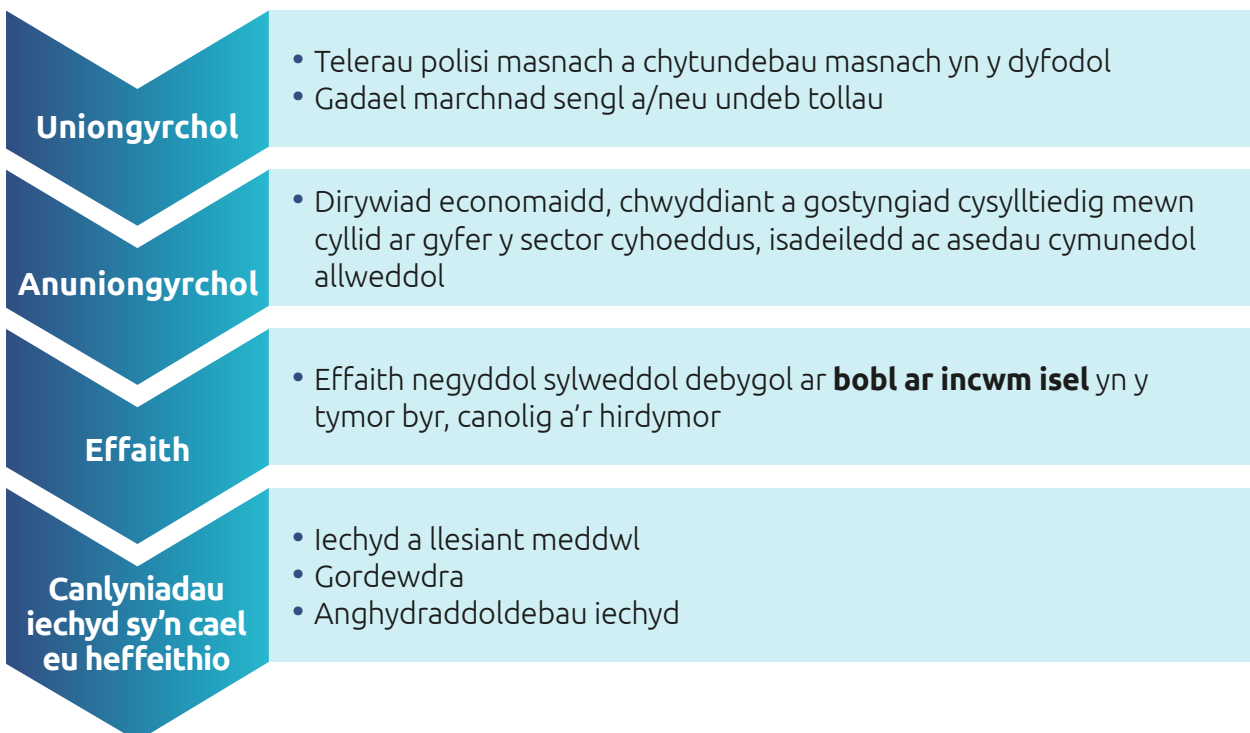 Uniongyrchol
• Telerau polisi masnach a chytundebau masnach yn y dyfodol
• Gadael marchnad sengl a/neu undeb tollau
Anuniongyrchol
• Dirywiad economaidd, chwyddiant a gostyngiad cysylltiedig mewn
cyllid ar gyfer y sector cyhoeddus, isadeiledd ac asedau cymunedol
allweddol
Effaith
• Effaith negyddol sylweddol debygol ar bobl ar incwm isel yn y
tymor byr, canolig a'r hirdymor
Canlyniadau
iechyd sy'n cael
eu heffeithio
• Iechyd a llesiant meddwl
• Gordewdra
• Anghydraddoldebau iechyd